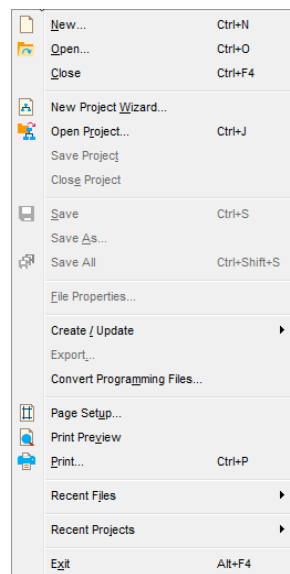 New... Ctrl+N
Open... Ctrl+O
Close Ctrl+F4
New Project Wizard...
Open Project... Ctrl+J
Save Project
Close Project
Save Ctrl+S
Save As...
Save All Ctrl+Shift+S
File Properties...
Create / Update
Export...
Convert Programming Files...
Page Setup...
Print Preview
Print... Ctrl+P
Recent Files
Recent Projects
Exit Alt+F4